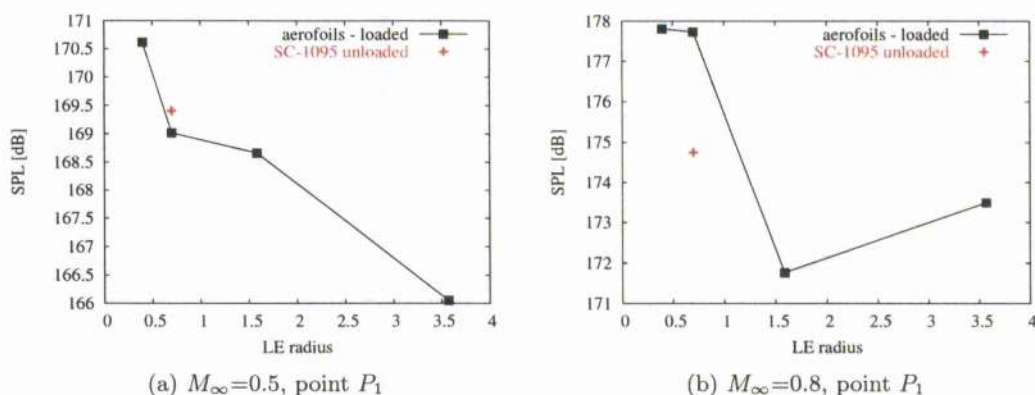 171
170.5
170
169.5
169
168.5
168
167.5
167
166.5
166
SPL [dB]
aerofoils - loaded
SC-1095 unloaded
0 0.5 1 1.5 2 2.5 3 3.5 4
LE radius
(a) M∞=0.5, point P1
178
177
176
175
174
173
172
171
SPL [dB]
aerofoils - loaded
SC-1095 unloaded
0 0.5 1 1.5 2 2.5 3 3.5 4
LE radius
(b) M∞=0.8, point P1